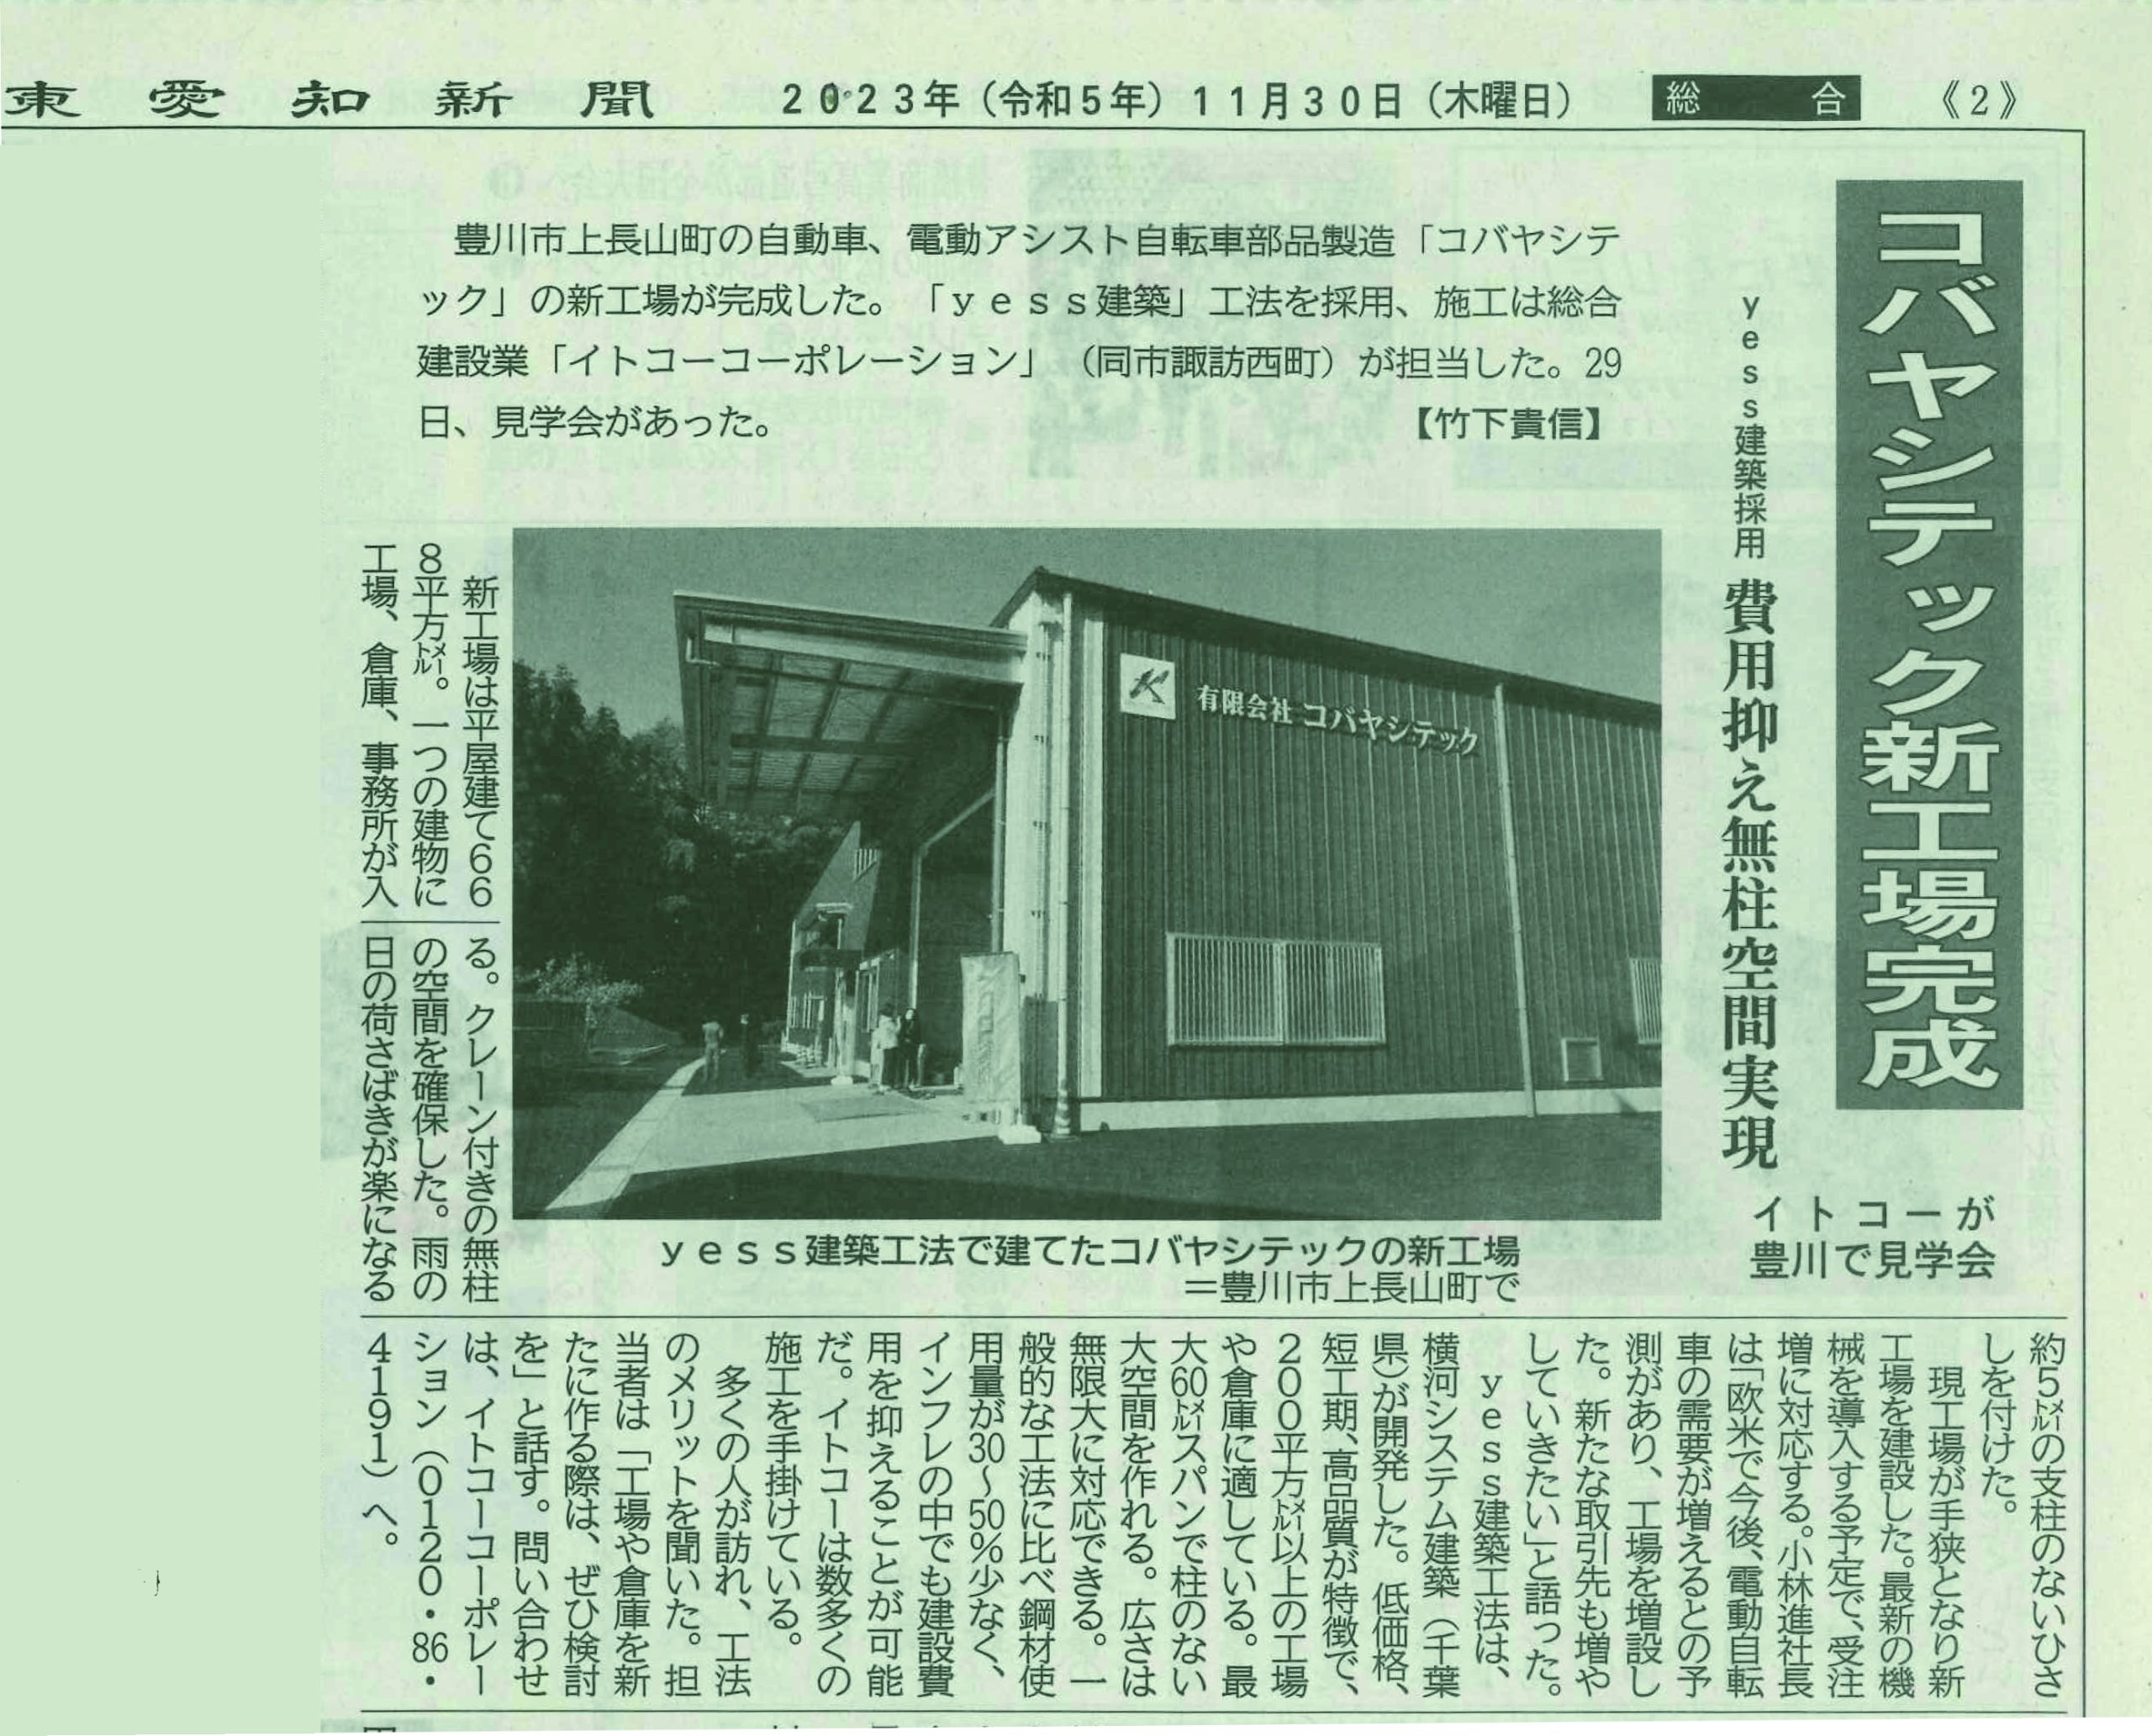 東愛知新聞　2023年（令和5年）11月30日（木曜日）　総合　《2》
コバヤシテック新工場完成
yess建築採用　費用抑え無柱空間実現
イトコーが
豊川で見学会
　豊川市上長山町の自動車、電動アシスト自転車部品製造「コバヤシテ
ック」の新工場が完成した。「yess建築」工法を採用、施工は総合
建設業「イトコーコーポレーション」（同市諏訪西町）が担当した。29
日、見学会があった。　【竹下貴信】
有限会社コバヤシテック
yess建築工法で建てたコバヤシテックの新工場
＝豊川市上長山町で
　新工場は平屋建て66
8平方㍍。一つの建物に
工場、倉庫、事務所が入
る。クレーン付きの無柱
の空間を確保した。雨の
日の荷さばきが楽になる
約5㍍の支柱のないひさ
しを付けた。
　現工場が手狭となり新
工場を建設した。最新の機
械を導入する予定で、受注
増に対応する。小林進社長
は「欧米で今後、電動自転
車の需要が増えるとの予
測があり、工場を増設し
た。新たな取引先も増や
していきたい」と語った。
　yess建築工法は、
横河システム建築（千葉
県）が開発した。低価格、
短工期、高品質が特徴で、
200平方㍍以上の工場
や倉庫に適している。最
大60㍍スパンで柱のない
大空間を作れる。広さは
無限大に対応できる。一
般的な工法に比べ鋼材使
用量が30～50％少なく、
インフレの中でも建設費
用を抑えることが可能
だ。イトコーは数多くの
施工を手掛けている。
　多くの人が訪れ、工法
のメリットを聞いた。担
当者は「工場や倉庫を新
たに作る際は、ぜひ検討
を」と話す。問い合わせ
は、イトコーコーポレー
ション（0120・86・
4191）へ。